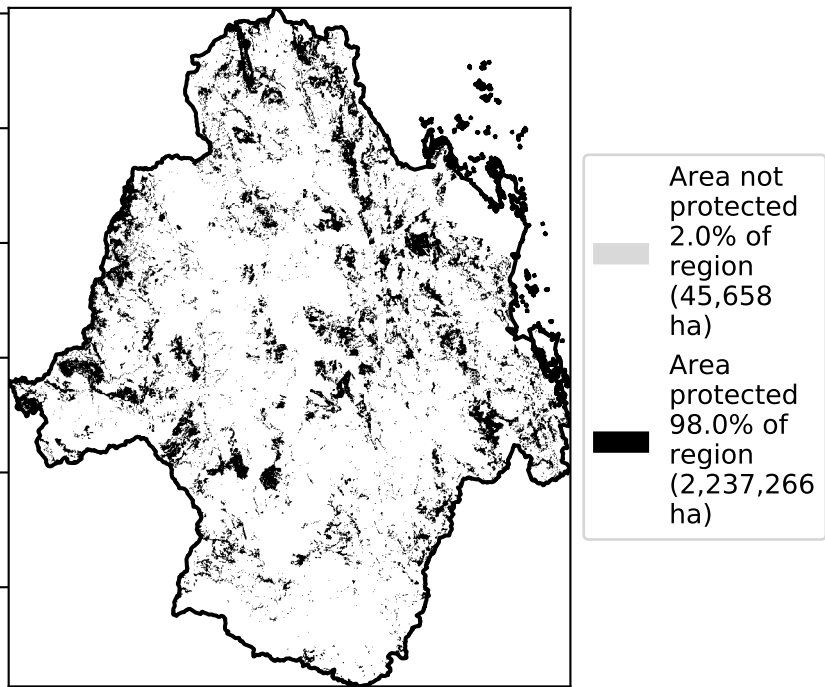 Area not
protected
2.0% of
region
(45,658
ha)
Area
protected
98.0% of
region
(2,237,266
ha)